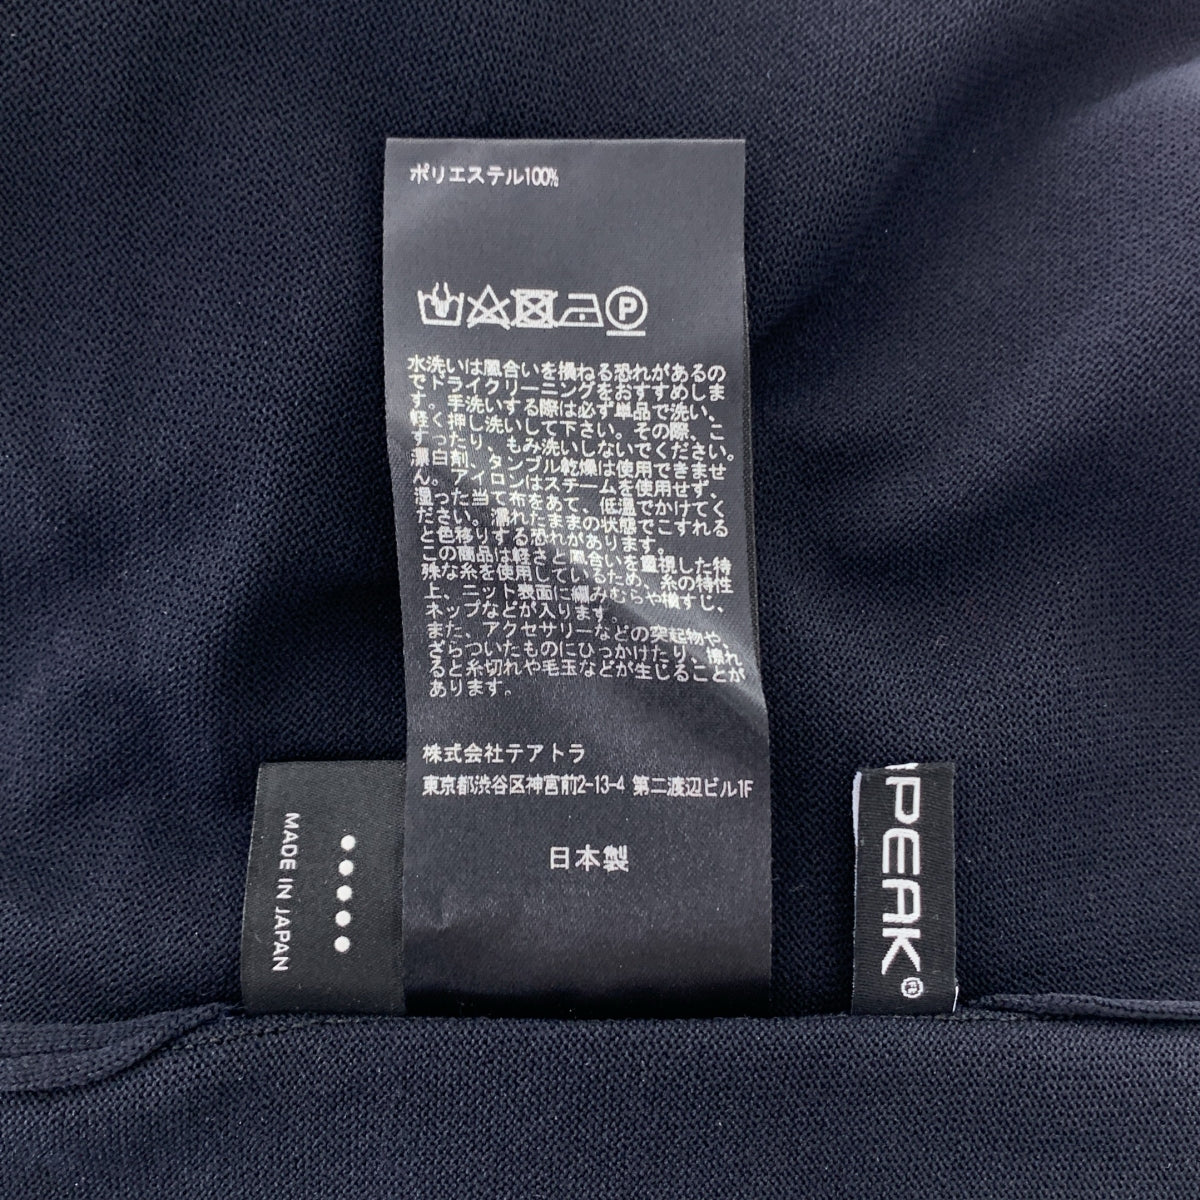 ポリエステル100%
P
水洗いは風合いを損ねる恐れがあるの
でドライクリーニングをおすすめしま
す。手洗いする際は必ず単品で洗い、
軽く押し洗いして下さい。その際、こ
すったり、もみ洗いしないでください。
漂白剤、タンブル乾燥は使用できませ
ん。アイロンはスチームを使用せず、
湿った当て布をあて、低温でかけてく
ださい。濡れたままの状態でこすれる
と色移りする恐れがあります。
この商品は軽さと風合いを重視した特
殊な糸を使用しているため、糸の特性
上、ニット表面に編みむらや横すじ、
ネップなどが入ります。
また、アクセサリーなどの突起物や、
ざらついたものにひっかけたり、擦れ
ると糸切れや毛玉などが生じることが
あります。
株式会社テアトラ
東京都渋谷区神宮前2-13-4 第二渡辺ビル1F
日本製
MADE IN JAPAN
PEAK®